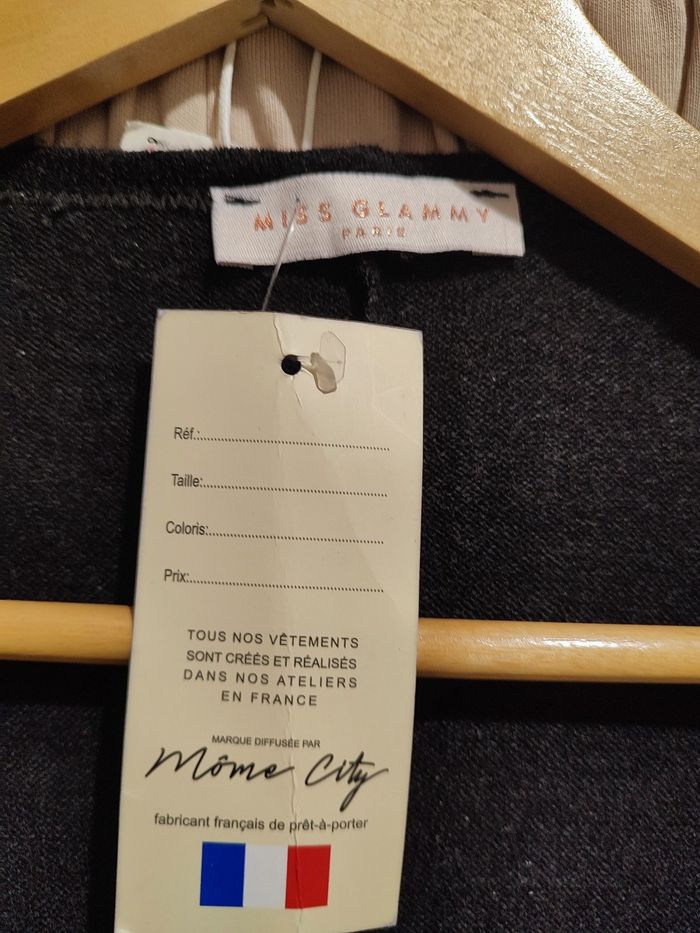 MISS GLAMMY
PARIS
Réf.:
Taille:
Coloris:
Prix:
TOUS NOS VÊTEMENTS
SONT CRÉÉS ET RÉALISÉS
DANS NOS ATELIERS
EN FRANCE
MARQUE DIFFUSÉE PAR
Môme City
fabricant français de prêt-à-porter